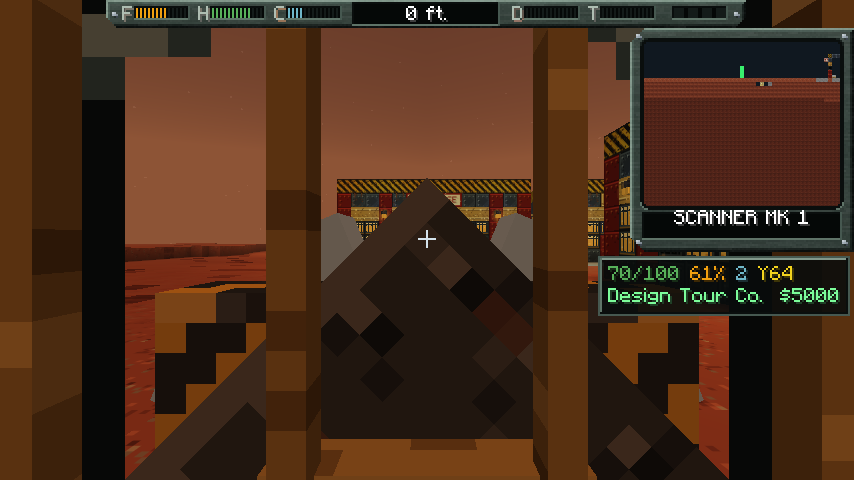 F H C 0 ft. D T
SCANNER MK 1
70/100 61% 2 Y64
Design Tour Co. $5000